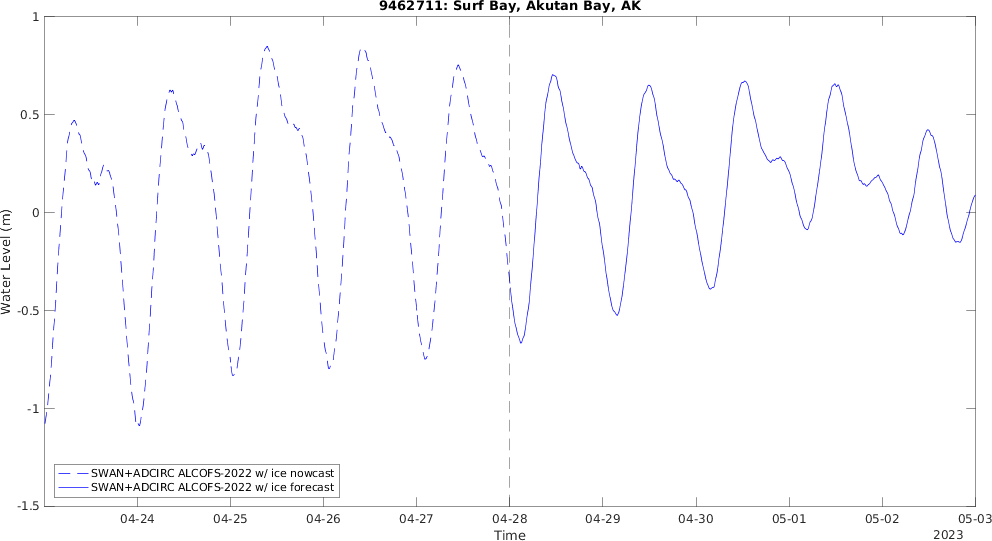 9462711: Surf Bay, Akutan Bay, AK
Water Level (m)
1
0.5
0
-0.5
-1
-1.5
SWAN+ADCIRC ALCOFS-2022 w/ ice nowcast
SWAN+ADCIRC ALCOFS-2022 w/ ice forecast
04-24 04-25 04-26 04-27 04-28 04-29 04-30 05-01 05-02 05-03
Time
2023